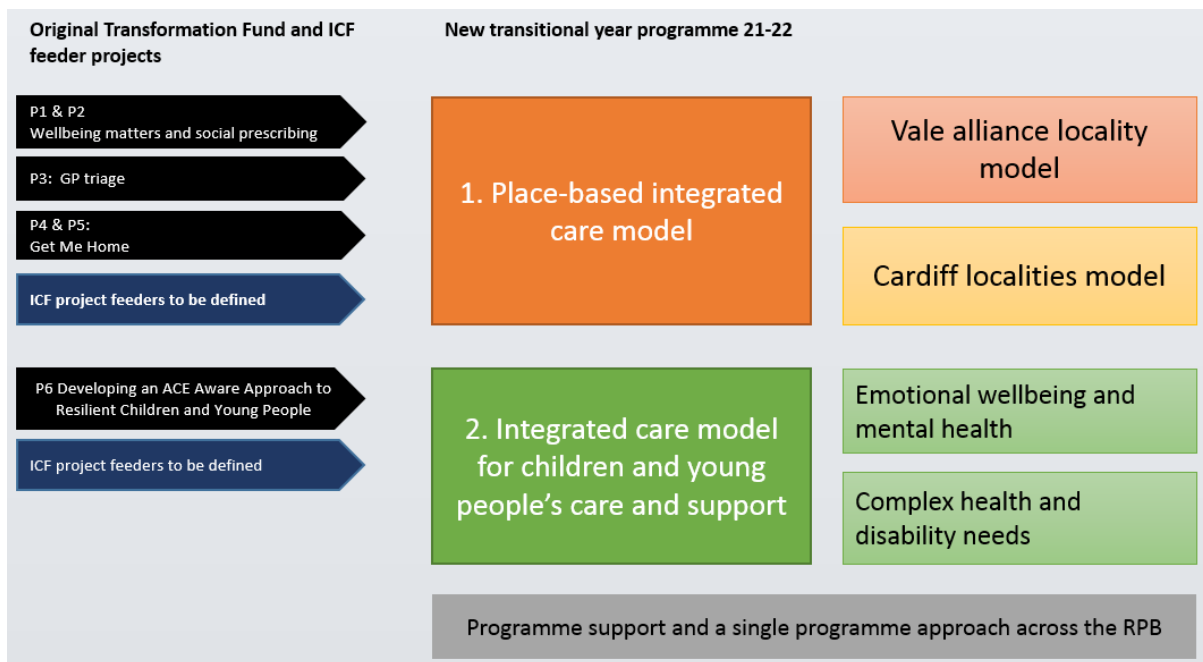 Original Transformation Fund and ICF
feeder projects
New transitional year programme 21-22
P1 & P2
Wellbeing matters and social prescribing
P3:  GP triage
P4 & P5:
Get Me Home
ICF project feeders to be defined
1. Place-based integrated
care model
Vale alliance locality
model
Cardiff localities model
P6 Developing an ACE Aware Approach to
Resilient Children and Young People
ICF project feeders to be defined
2. Integrated care model
for children and young
people’s care and support
Emotional wellbeing and
mental health
Complex health and
disability needs
Programme support and a single programme approach across the RPB